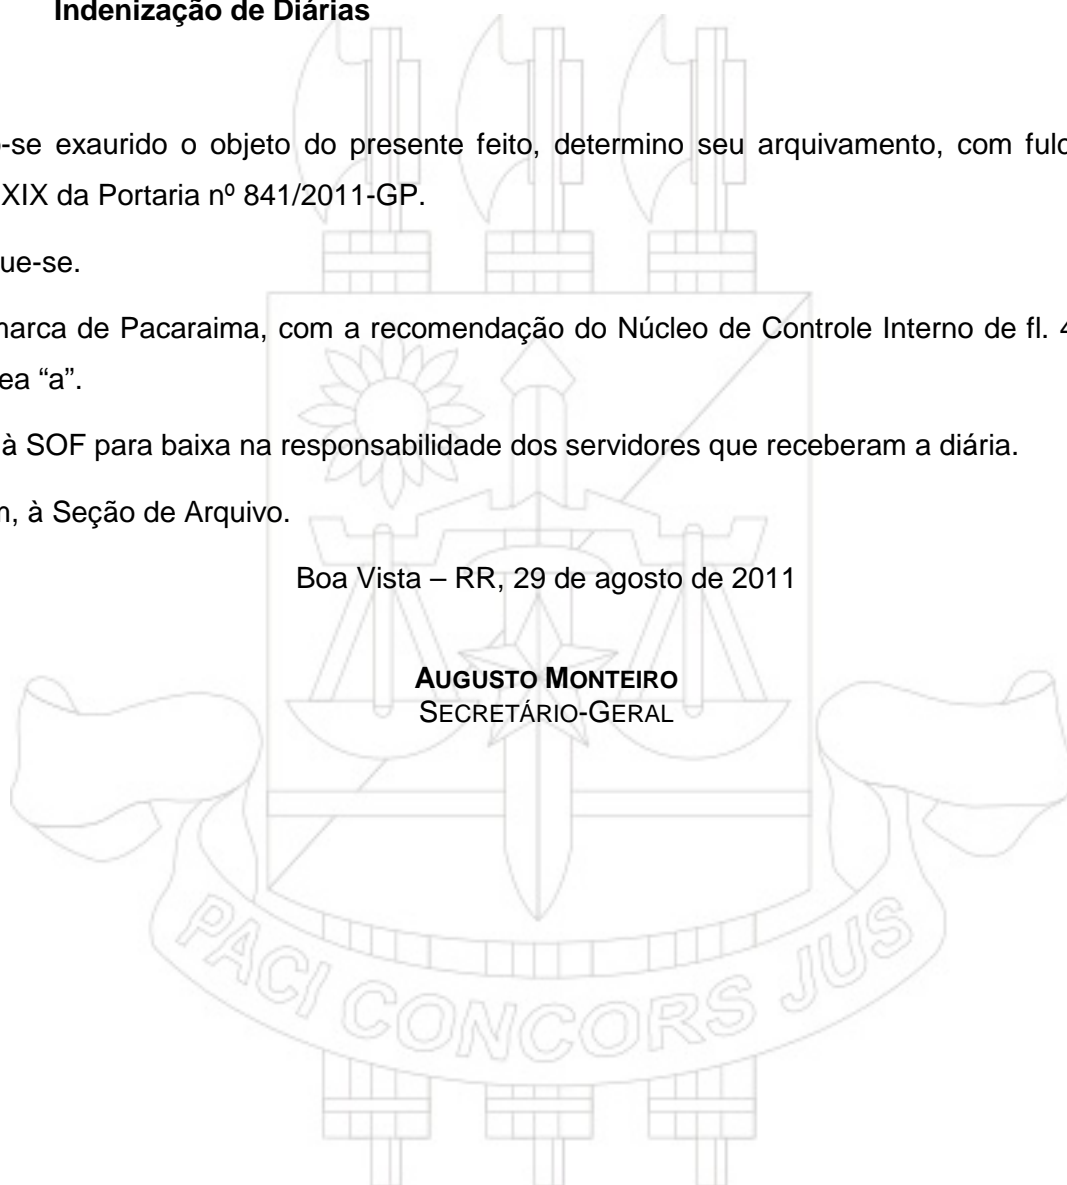 Indenização de Diárias
-se exaurido o objeto do presente feito, determino seu arquivamento, com fulc
XIX da Portaria nº 841/2011-GP.
ue-se.
marca de Pacaraima, com a recomendação do Núcleo de Controle Interno de fl. 4
ea “a”.
à SOF para baixa na responsabilidade dos servidores que receberam a diária.
, à Seção de Arquivo.
Boa Vista – RR, 29 de agosto de 2011
AUGUSTO MONTEIRO
SECRETÁRIO-GERAL
PACI CONCORS JUS